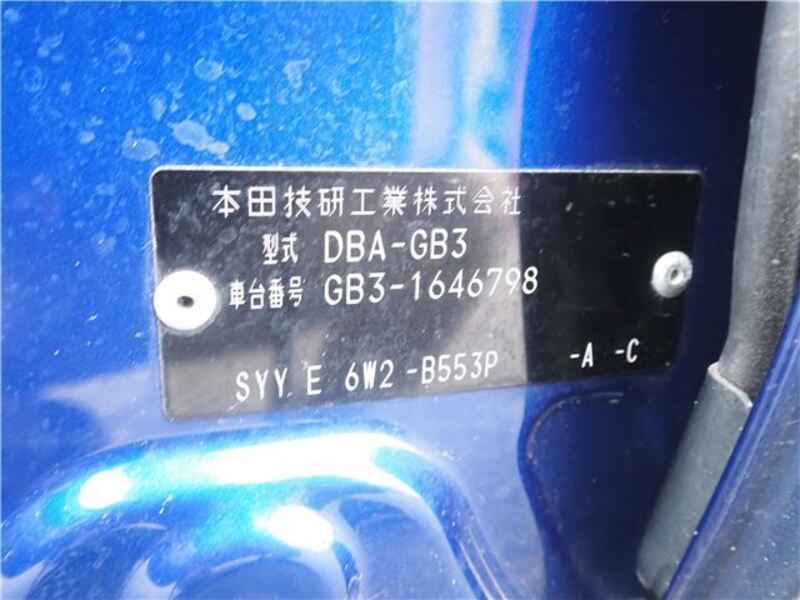 本田技研工業株式会社
型式 DBA-GB3
車台番号 GB3-1646798
SYY E 6W2 -B553P -A -C